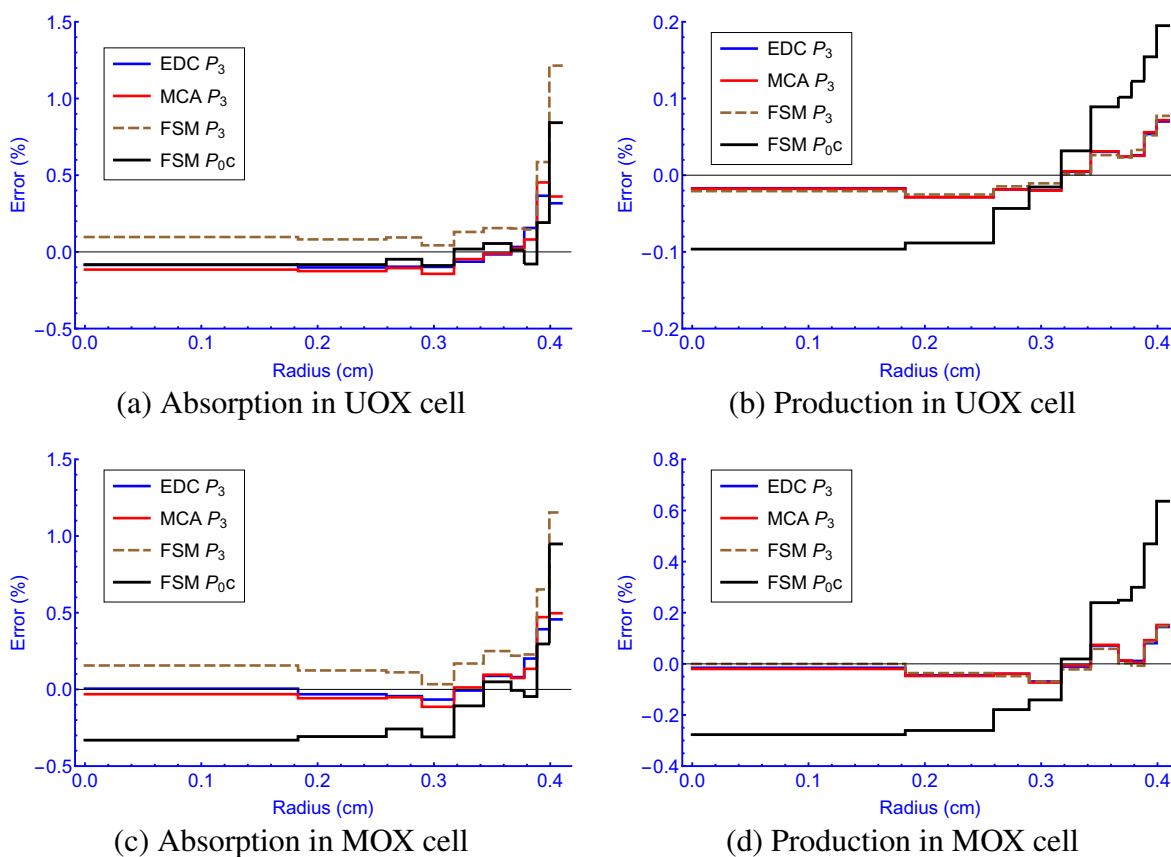 1.5
1.0
0.5
0.0
−0.5
Error (%)
EDC P₃
MCA P₃
FSM P₃
FSM P₀c
0.0 0.1 0.2 0.3 0.4
Radius (cm)
(a) Absorption in UOX cell
0.2
0.1
0.0
−0.1
−0.2
Error (%)
EDC P₃
MCA P₃
FSM P₃
FSM P₀c
0.0 0.1 0.2 0.3 0.4
Radius (cm)
(b) Production in UOX cell
1.5
1.0
0.5
0.0
−0.5
Error (%)
EDC P₃
MCA P₃
FSM P₃
FSM P₀c
0.0 0.1 0.2 0.3 0.4
Radius (cm)
(c) Absorption in MOX cell
0.8
0.6
0.4
0.2
0.0
−0.2
−0.4
Error (%)
EDC P₃
MCA P₃
FSM P₃
FSM P₀c
0.0 0.1 0.2 0.3 0.4
Radius (cm)
(d) Production in MOX cell